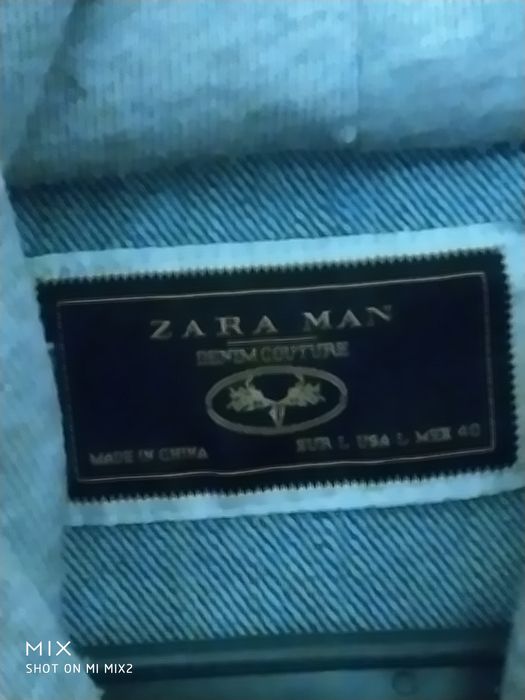 ZARA MAN
DENIM COUTURE
MADE IN CHINA
EUR L USA L MEX 40
MIX
SHOT ON MI MIX2